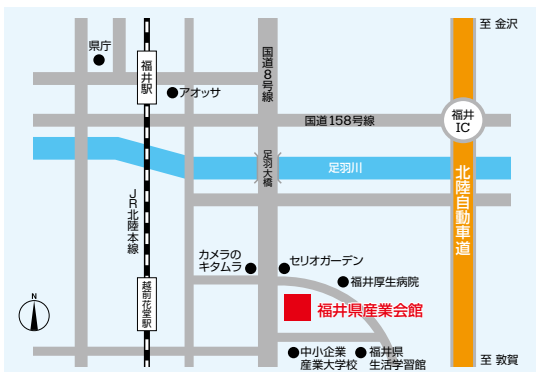 至 金沢
県庁
福井駅
アオッサ
国道8号線
国道158号線
福井
IC
足羽大橋
足羽川
北陸自動車道
JR北陸本線
カメラの
キタムラ
セリオガーデン
福井厚生病院
越前花堂駅
N
福井県産業会館
中小企業
産業大学校
福井県
生活学習館
至 敦賀